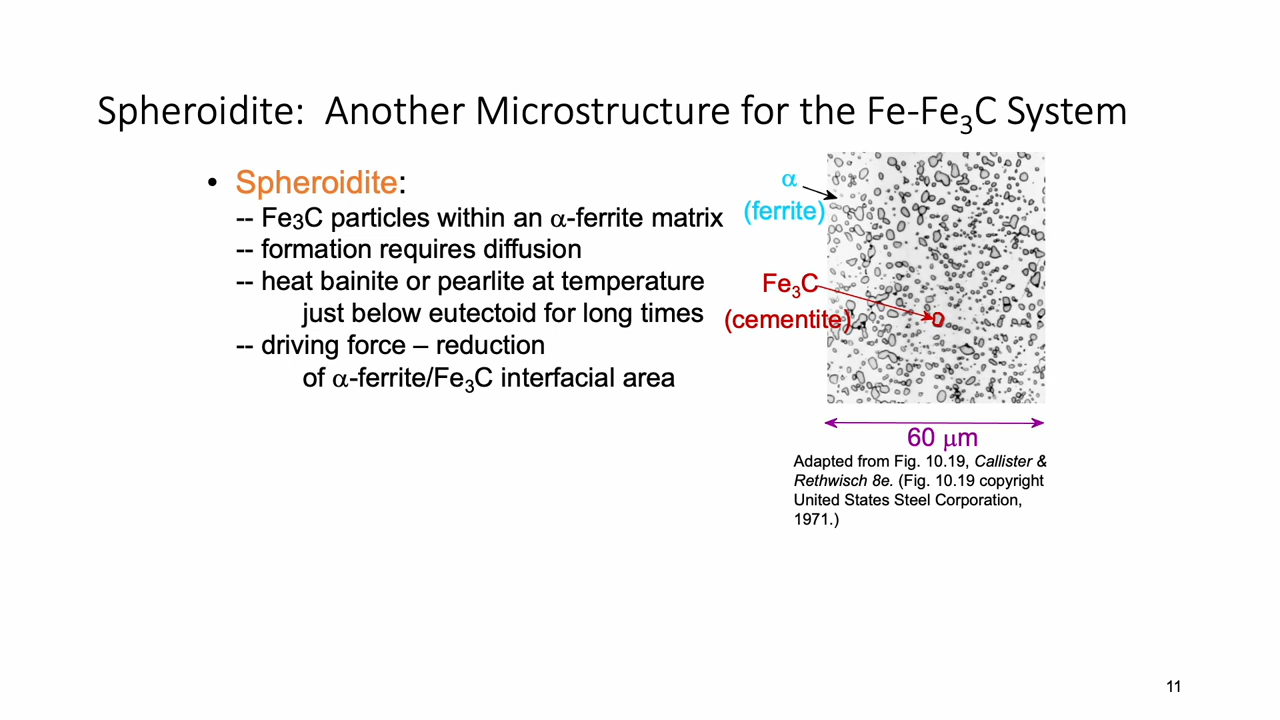 Spheroidite: Another Microstructure for the Fe-Fe₃C System
• Spheroidite:
-- Fe₃C particles within an α-ferrite matrix
-- formation requires diffusion
-- heat bainite or pearlite at temperature
just below eutectoid for long times
-- driving force – reduction
of α-ferrite/Fe₃C interfacial area
α
(ferrite)
Fe₃C
(cementite)
60 μm
Adapted from Fig. 10.19, Callister &
Rethwisch 8e. (Fig. 10.19 copyright
United States Steel Corporation,
1971.)
11